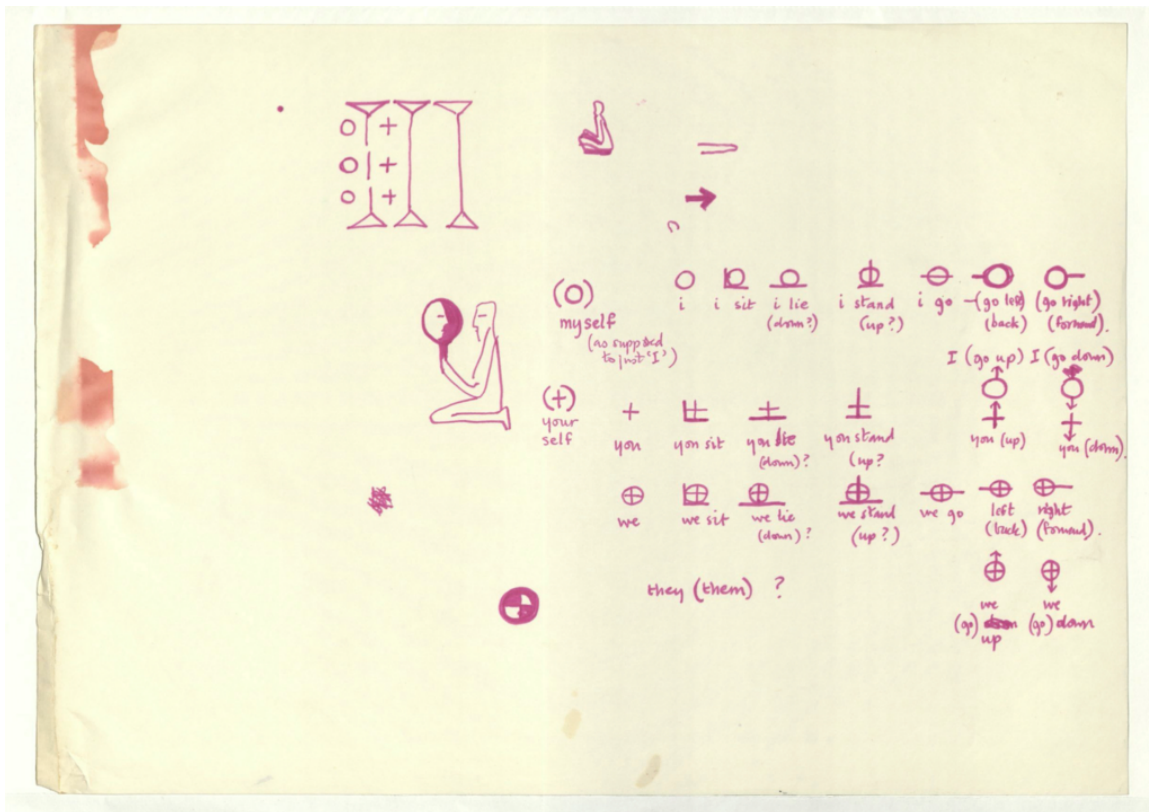 i i sit i lie i stand i go (go left) (go right)
(down?) (up?) (back) (forward).
myself
(as supposed
to / not 'I')
I (go up) I (go down)
your
self
you you sit you lie you stand you (up) you (down).
(down)? (up?
we we sit we lie we stand we go left right
(down)? (up?) (back) (forward).
they (them) ?
we we
(go) up (go) down